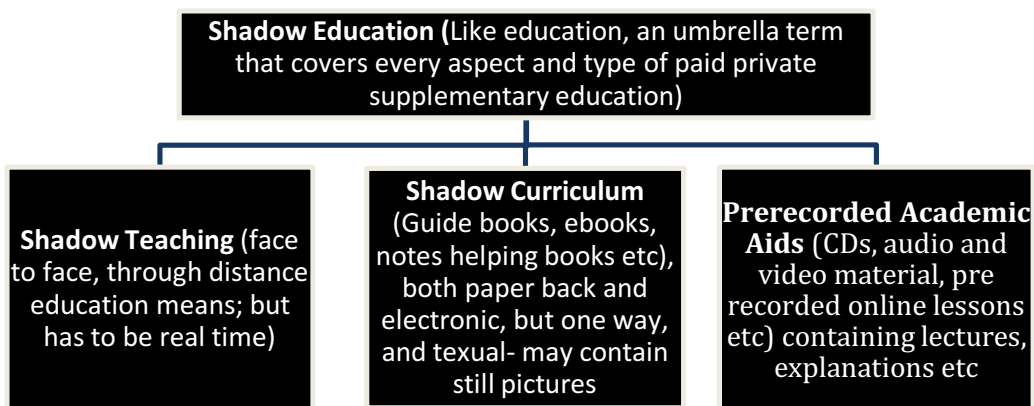 Shadow Education (Like education, an umbrella term
that covers every aspect and type of paid private
supplementary education)
Shadow Teaching (face
to face, through distance
education means; but
has to be real time)
Shadow Curriculum
(Guide books, ebooks,
notes helping books etc),
both paper back and
electronic, but one way,
and texual- may contain
still pictures
Prerecorded Academic
Aids (CDs, audio and
video material, pre
recorded online lessons
etc) containing lectures,
explanations etc